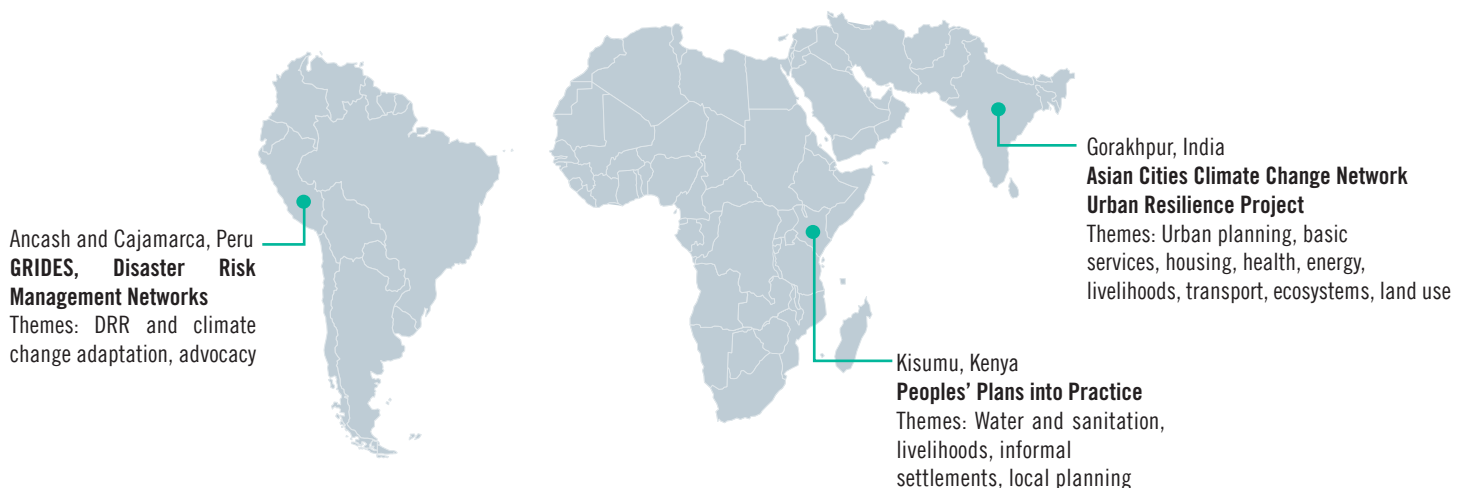 Ancash and Cajamarca, Peru
GRIDES, Disaster Risk
Management Networks
Themes: DRR and climate
change adaptation, advocacy
Kisumu, Kenya
Peoples’ Plans into Practice
Themes: Water and sanitation,
livelihoods, informal
settlements, local planning
Gorakhpur, India
Asian Cities Climate Change Network
Urban Resilience Project
Themes: Urban planning, basic
services, housing, health, energy,
livelihoods, transport, ecosystems, land use